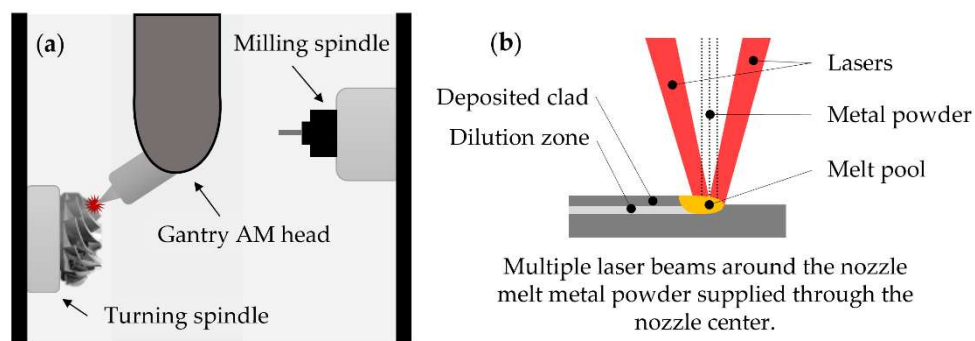 (a)
Milling spindle
Gantry AM head
Turning spindle
(b)
Lasers
Deposited clad
Metal powder
Dilution zone
Melt pool
Multiple laser beams around the nozzle
melt metal powder supplied through the
nozzle center.